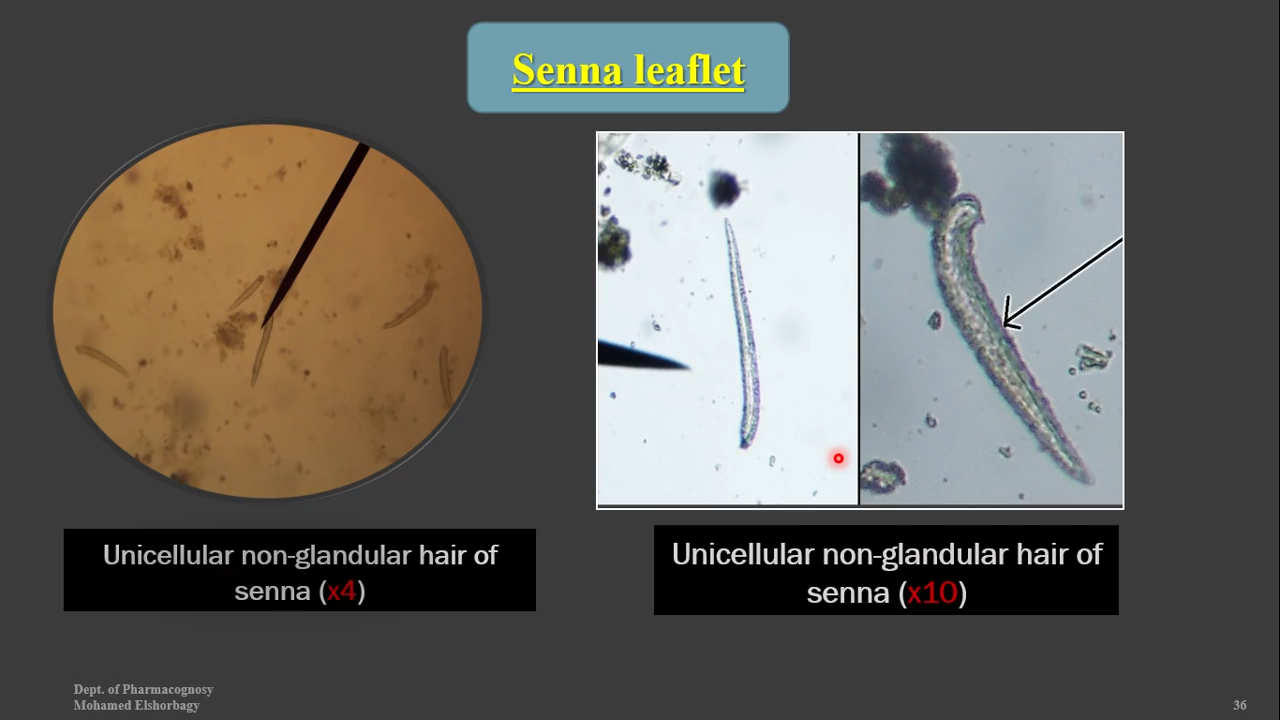 Senna leaflet
Unicellular non-glandular hair of
senna (x4)
Unicellular non-glandular hair of
senna (x10)
Dept. of Pharmacognosy
Mohamed Elshorbagy
36